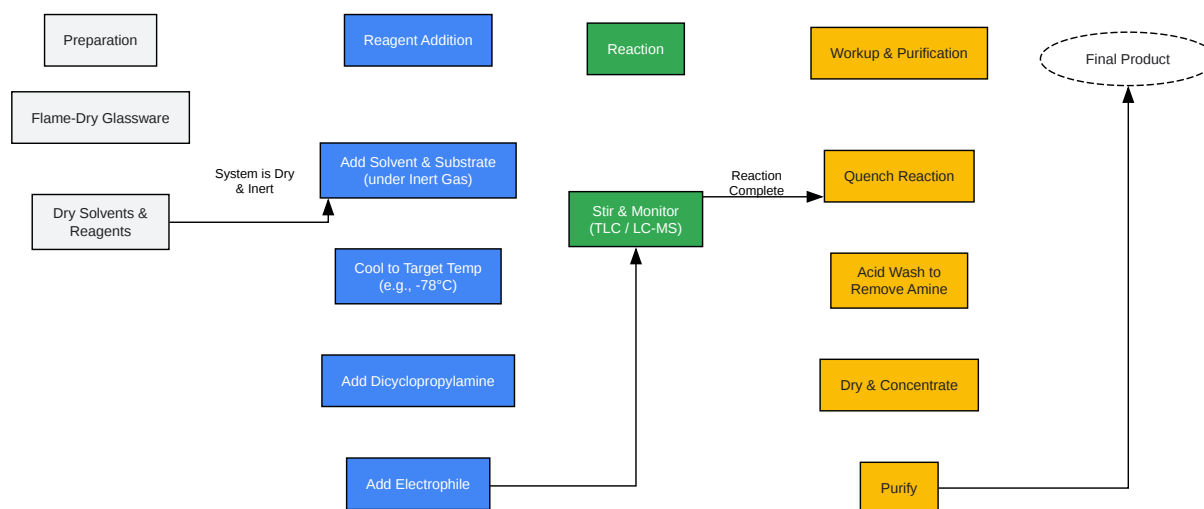 Preparation
Flame-Dry Glassware
Dry Solvents &
Reagents
System is Dry
& Inert
Reagent Addition
Add Solvent & Substrate
(under Inert Gas)
Cool to Target Temp
(e.g., -78°C)
Add Dicyclopropylamine
Add Electrophile
Reaction
Stir & Monitor
(TLC / LC-MS)
Reaction
Complete
Workup & Purification
Quench Reaction
Acid Wash to
Remove Amine
Dry & Concentrate
Purify
Final Product